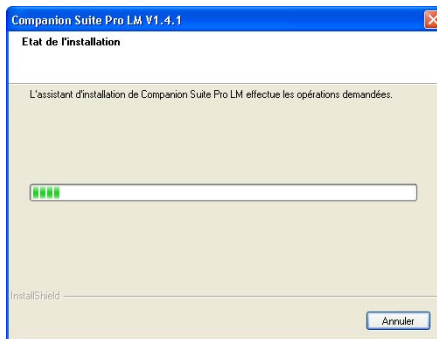 Companion Suite Pro LM V1.4.1
Etat de l'installation
L'assistant d'installation de Companion Suite Pro LM effectue les opérations demandées.
InstallShield
Annuler